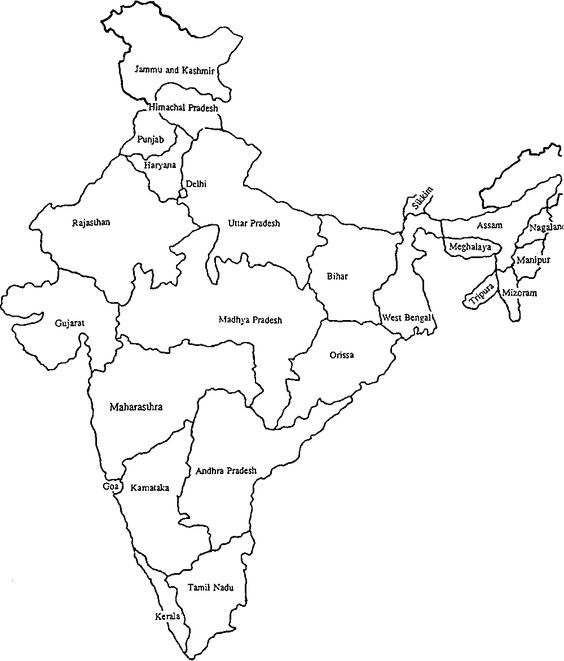 Jammu and Kashmir
Himachal Pradesh
Punjab
Haryana
Delhi
Sikkim
Rajasthan
Uttar Pradesh
Assam
Nagaland
Meghalaya
Manipur
Bihar
Tripura
Mizoram
Gujarat
Madhya Pradesh
West Bengal
Orissa
Maharasthra
Andhra Pradesh
Goa
Karnataka
Tamil Nadu
Kerala